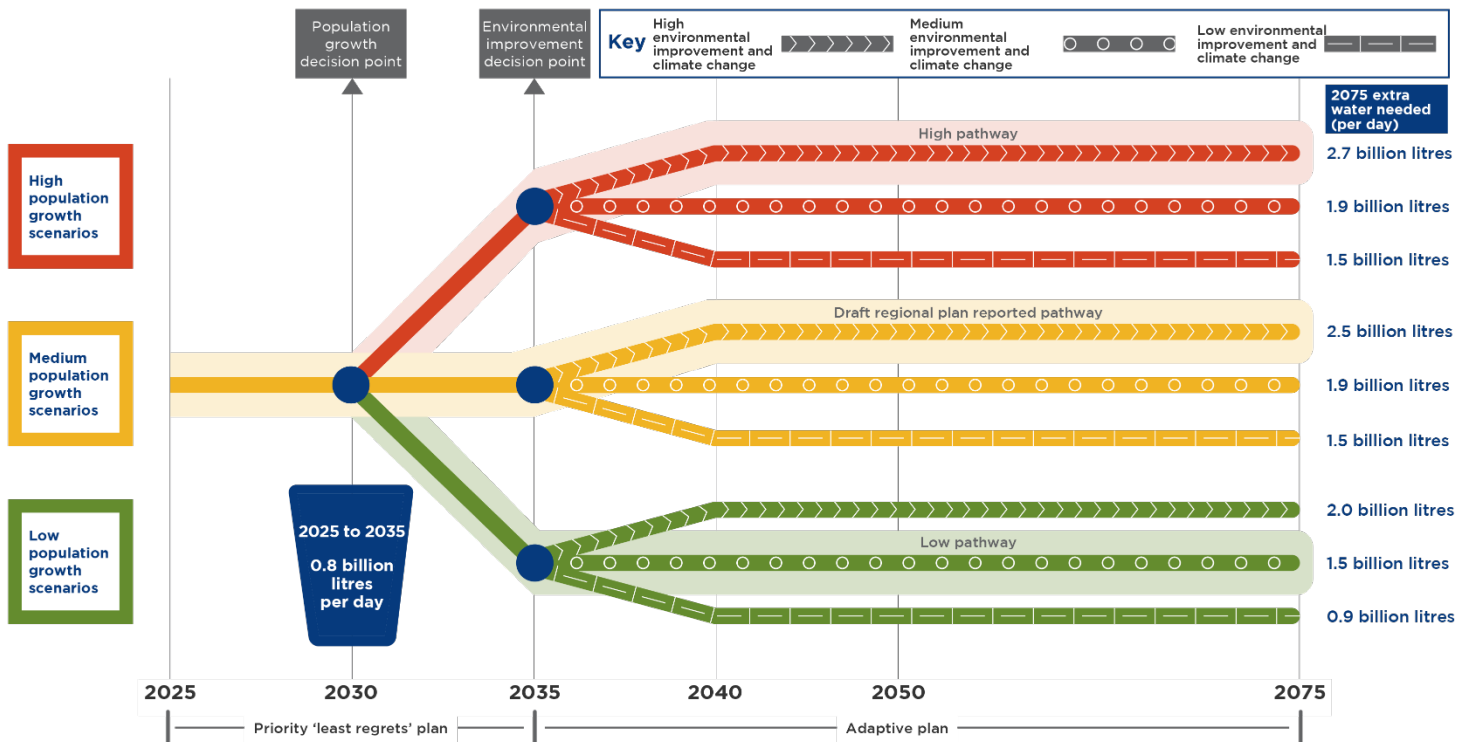 Population
growth
decision point
Environmental
improvement
decision point
Key
High
environmental
improvement and
climate change
Medium
environmental
improvement and
climate change
Low environmental
improvement and
climate change
2075 extra
water needed
(per day)
High
population
growth
scenarios
High pathway
2.7 billion litres
1.9 billion litres
1.5 billion litres
Medium
population
growth
scenarios
Draft regional plan reported pathway
2.5 billion litres
1.9 billion litres
1.5 billion litres
Low
population
growth
scenarios
2025 to 2035
0.8 billion
litres
per day
2.0 billion litres
Low pathway
1.5 billion litres
0.9 billion litres
2025
2030
2035
2040
2050
2075
Priority ‘least regrets’ plan
Adaptive plan